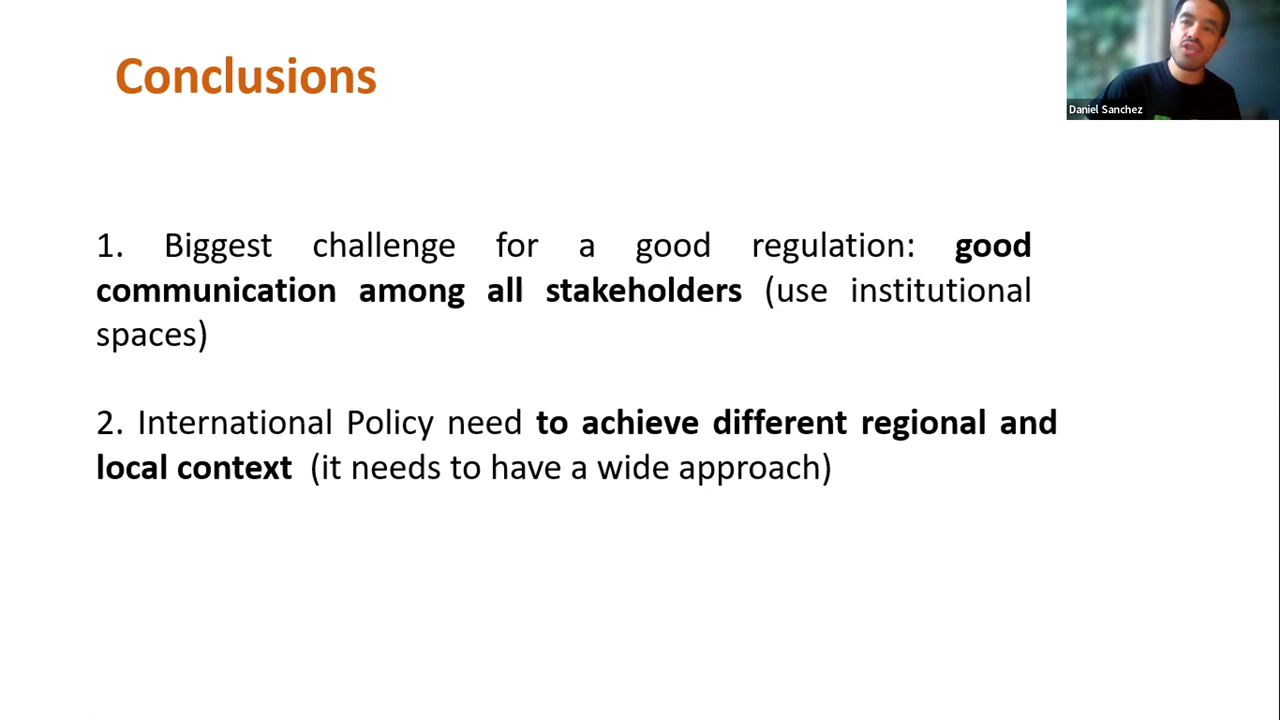 Conclusions
Daniel Sanchez
1. Biggest challenge for a good regulation: good
communication among all stakeholders (use institutional
spaces)
2. International Policy need to achieve different regional and
local context (it needs to have a wide approach)